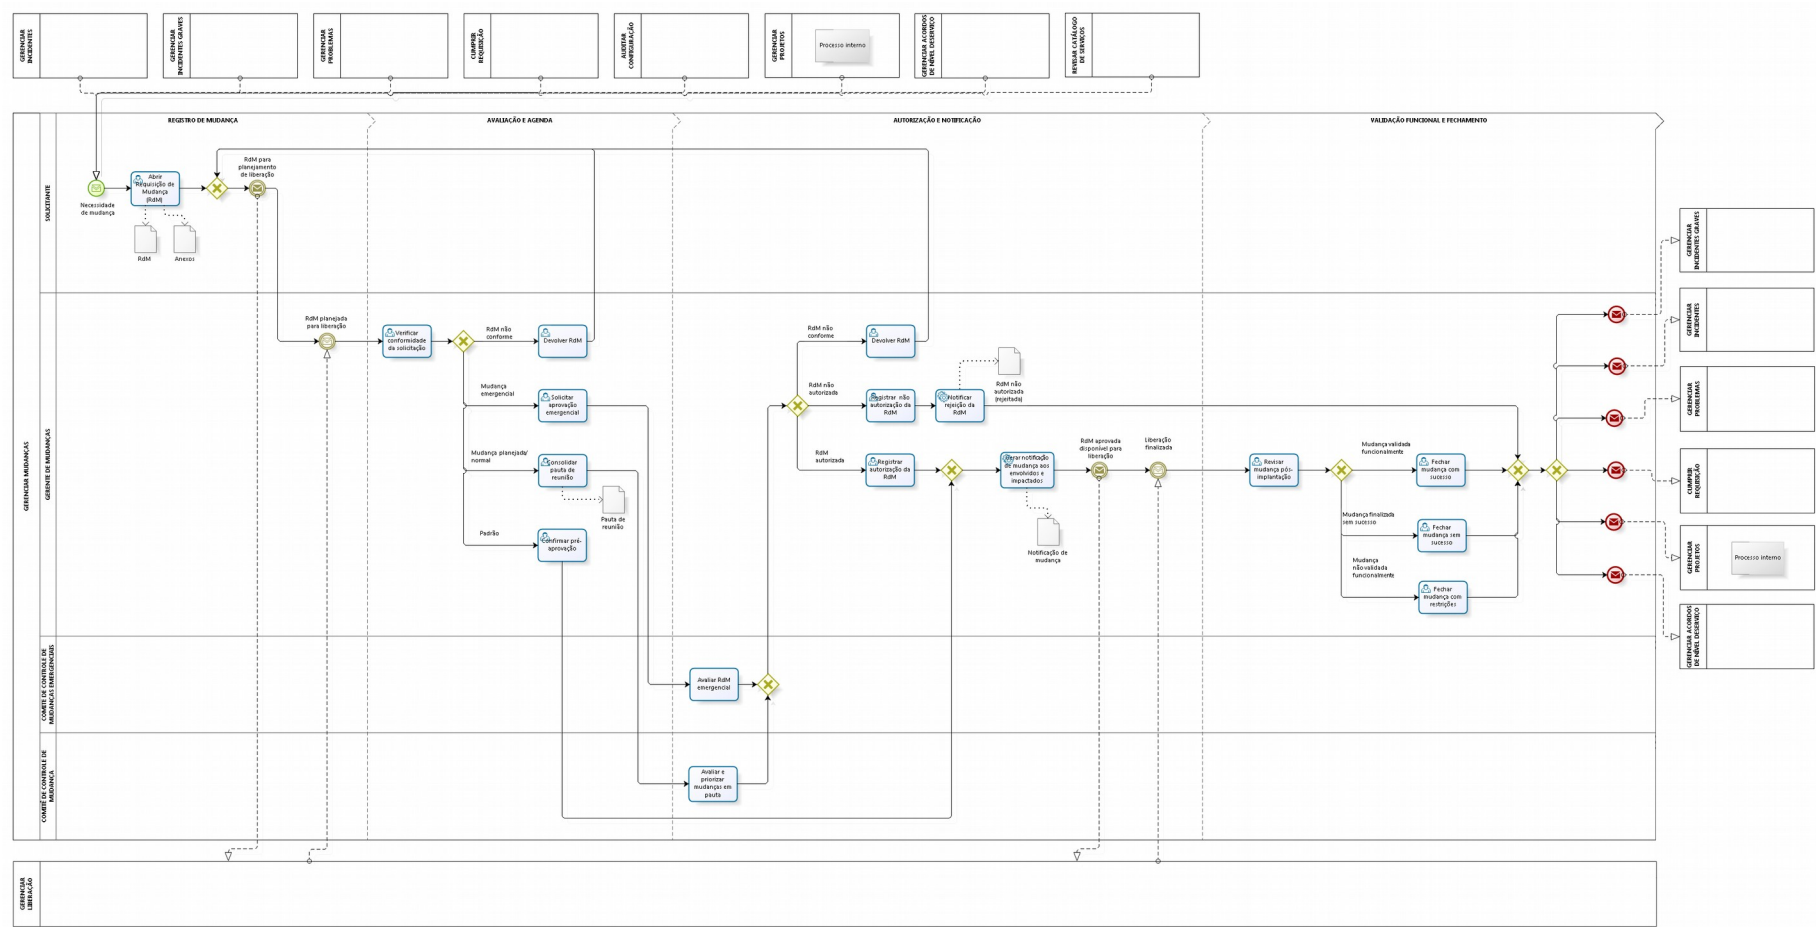 GERENCIAR
INCIDENTES
GERENCIAR
INCIDENTES GRAVES
GERENCIAR
PROBLEMAS
CUMPRIR
REQUISIÇÃO
AUDITAR
CONFIGURAÇÃO
GERENCIAR
PROJETOS
Processo interno
GERENCIAR ACORDOS
DE NÍVEL DESERVIÇO
REVISAR CATÁLOGO
DE SERVIÇOS
GERENCIAR MUDANÇAS
REGISTRO DE MUDANÇA
AVALIAÇÃO E AGENDA
AUTORIZAÇÃO E NOTIFICAÇÃO
VALIDAÇÃO FUNCIONAL E FECHAMENTO
SOLICITANTE
Necessidade
de mudança
Abrir
Requisição de
Mudança
(RdM)
RdM
Anexos
RdM para
planejamento
de liberação
GERENTE DE MUDANÇAS
RdM planejada
para liberação
Verificar
conformidade
da solicitação
RdM não
conforme
Devolver RdM
Mudança
emergencial
Solicitar
aprovação
emergencial
Mudança planejada/
normal
Consolidar
pauta de
reunião
Pauta de
reunião
Padrão
Confirmar pré-
aprovação
RdM não
conforme
Devolver RdM
RdM não
autorizada
Registrar não
autorização da
RdM
Notificar
rejeição da
RdM
RdM não
autorizada
(rejeitada)
RdM
autorizada
Registrar
autorização da
RdM
Gerar notificação
de mudança aos
envolvidos e
impactados
Notificação de
mudança
RdM aprovada
disponível para
liberação
Liberação
finalizada
Revisar
mudança pós-
implantação
Mudança validada
funcionalmente
Fechar
mudança com
sucesso
Mudança finalizada
sem sucesso
Fechar
mudança sem
sucesso
Mudança
não validada
funcionalmente
Fechar
mudança com
restrições
COMITÊ DE CONTROLE DE
MUDANÇAS EMERGENCIAIS
Avaliar RdM
emergencial
COMITÊ DE CONTROLE DE
MUDANÇA
Avaliar e
priorizar
mudanças em
pauta
GERENCIAR
INCIDENTES GRAVES
GERENCIAR
INCIDENTES
GERENCIAR
PROBLEMAS
CUMPRIR
REQUISIÇÃO
GERENCIAR
PROJETOS
Processo interno
GERENCIAR ACORDOS
DE NÍVEL DESERVIÇO
GERENCIAR
LIBERAÇÃO